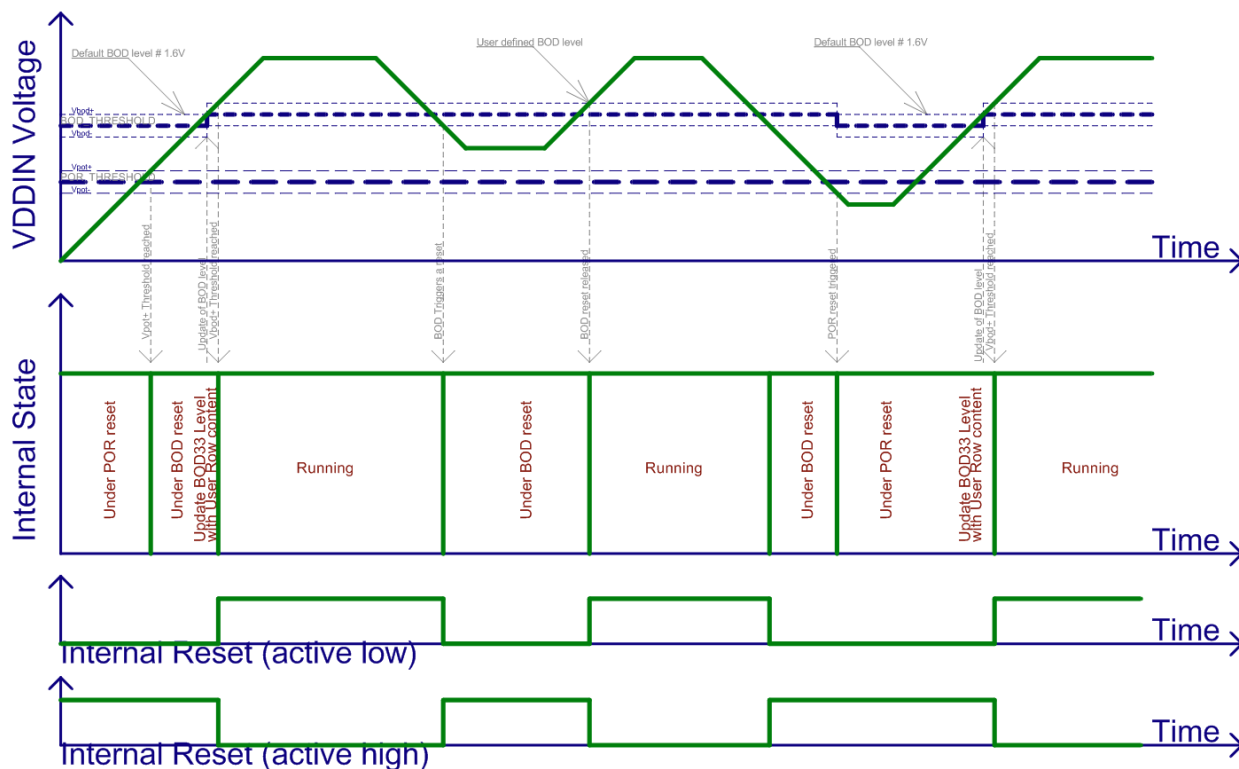 VDDIN Voltage
Default BOD level # 1.6V
User defined BOD level
Default BOD level # 1.6V
Vbod+
BOD_THRESHOLD
Vbod-
Vpot+
POR_THRESHOLD
Vpot-
Time
Vpot+ Threshold reached
Update of BOD level
Vbod+ Threshold reached
BOD Triggers a reset
BOD reset released
POR reset triggered
Update of BOD level
Vbod+ Threshold reached
Internal State
Under POR reset
Under BOD reset
Update BOD33 Level
with User Row content
Running
Under BOD reset
Running
Under BOD reset
Under POR reset
Update BOD33 Level
with User Row content
Running
Time
Time
Internal Reset (active low)
Time
Internal Reset (active high)